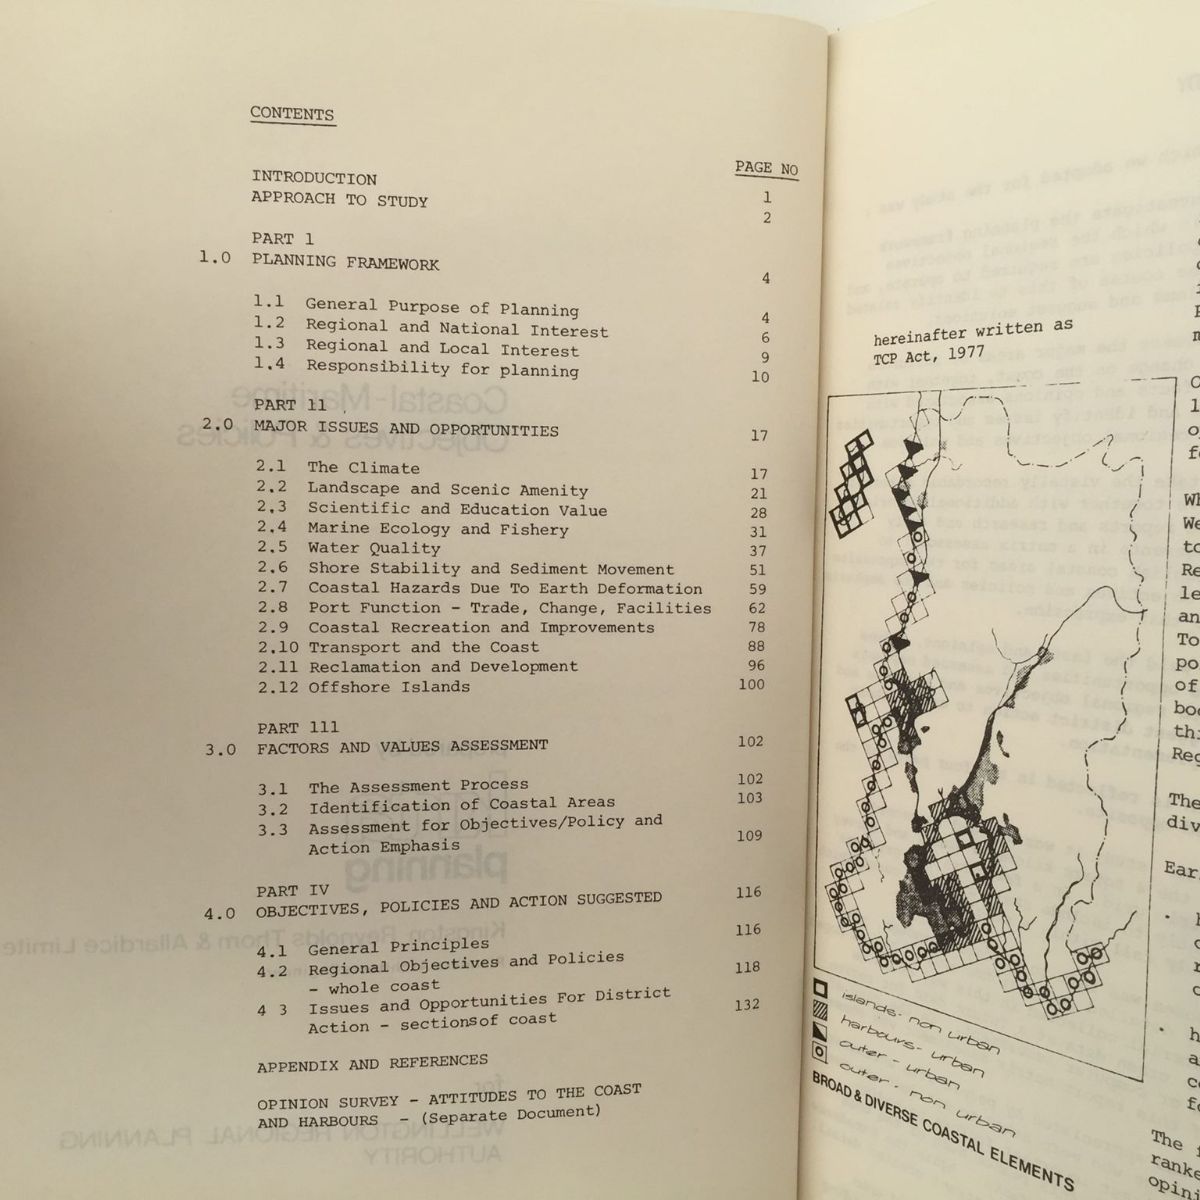 CONTENTS
PAGE NO
INTRODUCTION 1
APPROACH TO STUDY 2
PART 1
1.0 PLANNING FRAMEWORK 4
1.1 General Purpose of Planning 4
1.2 Regional and National Interest 6
1.3 Regional and Local Interest 9
1.4 Responsibility for planning 10
PART 11
2.0 MAJOR ISSUES AND OPPORTUNITIES 17
2.1 The Climate 17
2.2 Landscape and Scenic Amenity 21
2.3 Scientific and Education Value 28
2.4 Marine Ecology and Fishery 31
2.5 Water Quality 37
2.6 Shore Stability and Sediment Movement 51
2.7 Coastal Hazards Due To Earth Deformation 59
2.8 Port Function - Trade, Change, Facilities 62
2.9 Coastal Recreation and Improvements 78
2.10 Transport and the Coast 88
2.11 Reclamation and Development 96
2.12 Offshore Islands 100
PART 111
3.0 FACTORS AND VALUES ASSESSMENT 102
3.1 The Assessment Process 102
3.2 Identification of Coastal Areas 103
3.3 Assessment for Objectives/Policy and
Action Emphasis 109
PART IV
4.0 OBJECTIVES, POLICIES AND ACTION SUGGESTED 116
4.1 General Principles 116
4.2 Regional Objectives and Policies
- whole coast 118
4 3 Issues and Opportunities For District
Action - sectionsof coast 132
APPENDIX AND REFERENCES
OPINION SURVEY - ATTITUDES TO THE COAST
AND HARBOURS - (Separate Document)
hereinafter written as
TCP Act, 1977
islands- non urban
harbours- urban
outer - urban
outer - non urban
BROAD & DIVERSE COASTAL ELEMENTS